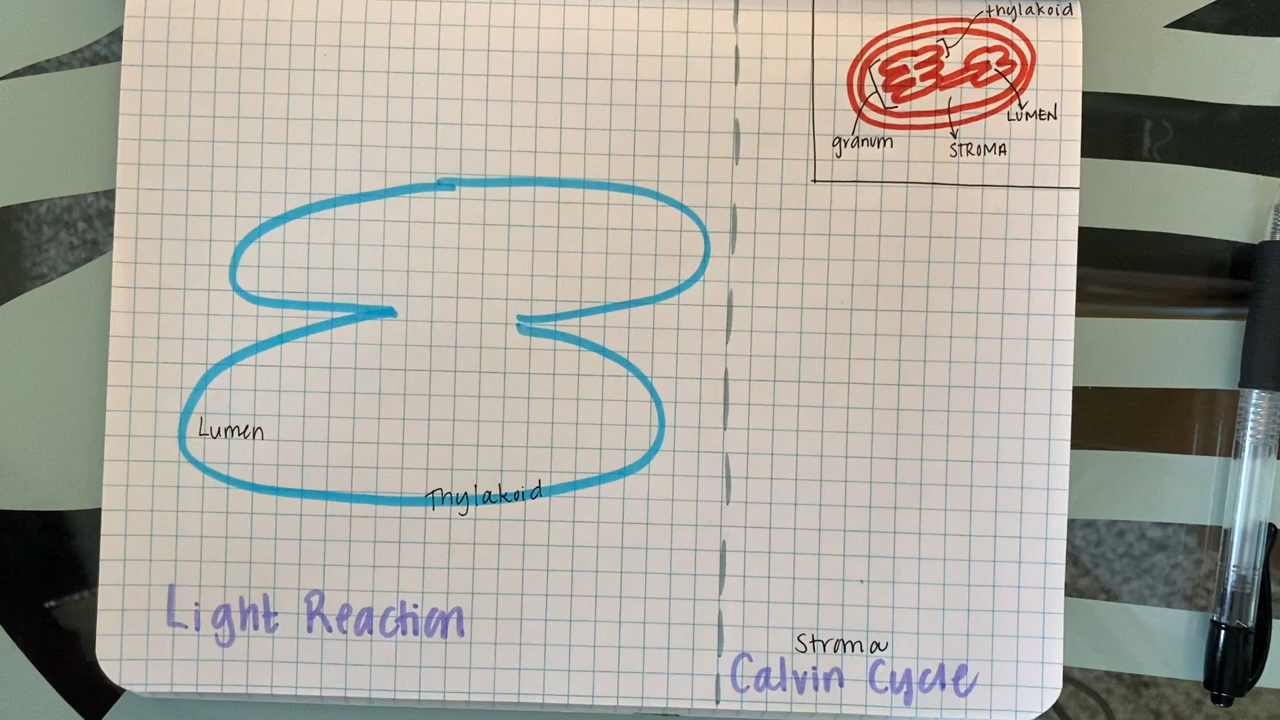 thylakoid
LUMEN
granum
STROMA
Lumen
Thylakoid
Light Reaction
Stroma
Calvin Cycle